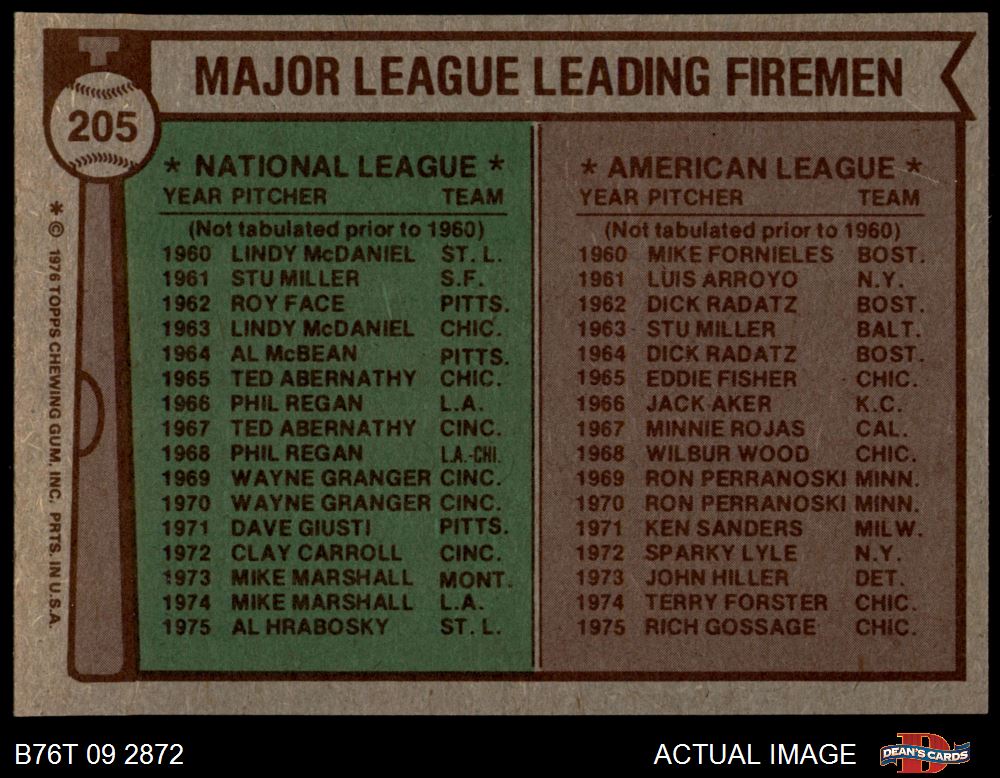 MAJOR LEAGUE LEADING FIREMEN
205
* NATIONAL LEAGUE *
YEAR PITCHER TEAM
(Not tabulated prior to 1960)
1960 LINDY McDANIEL ST. L.
1961 STU MILLER S.F.
1962 ROY FACE PITTS.
1963 LINDY McDANIEL CHIC.
1964 AL McBEAN PITTS.
1965 TED ABERNATHY CHIC.
1966 PHIL REGAN L.A.
1967 TED ABERNATHY CINC.
1968 PHIL REGAN L.A.-CHI.
1969 WAYNE GRANGER CINC.
1970 WAYNE GRANGER CINC.
1971 DAVE GIUSTI PITTS.
1972 CLAY CARROLL CINC.
1973 MIKE MARSHALL MONT.
1974 MIKE MARSHALL L.A.
1975 AL HRABOSKY ST. L.
* AMERICAN LEAGUE *
YEAR PITCHER TEAM
(Not tabulated prior to 1960)
1960 MIKE FORNIELES BOST.
1961 LUIS ARROYO N.Y.
1962 DICK RADATZ BOST.
1963 STU MILLER BALT.
1964 DICK RADATZ BOST.
1965 EDDIE FISHER CHIC.
1966 JACK AKER K.C.
1967 MINNIE ROJAS CAL.
1968 WILBUR WOOD CHIC.
1969 RON PERRANOSKI MINN.
1970 RON PERRANOSKI MINN.
1971 KEN SANDERS MILW.
1972 SPARKY LYLE N.Y.
1973 JOHN HILLER DET.
1974 TERRY FORSTER CHIC.
1975 RICH GOSSAGE CHIC.
* © 1976 TOPPS CHEWING GUM, INC. PRTS. IN U.S.A.
B76T 09 2872
ACTUAL IMAGE
DEAN'S CARDS